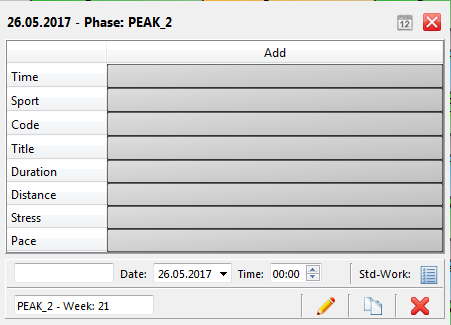 26.05.2017 - Phase: PEAK_2
12
Add
Time
Sport
Code
Title
Duration
Distance
Stress
Pace
Date: 26.05.2017 Time: 00:00 Std-Work:
PEAK_2 - Week: 21